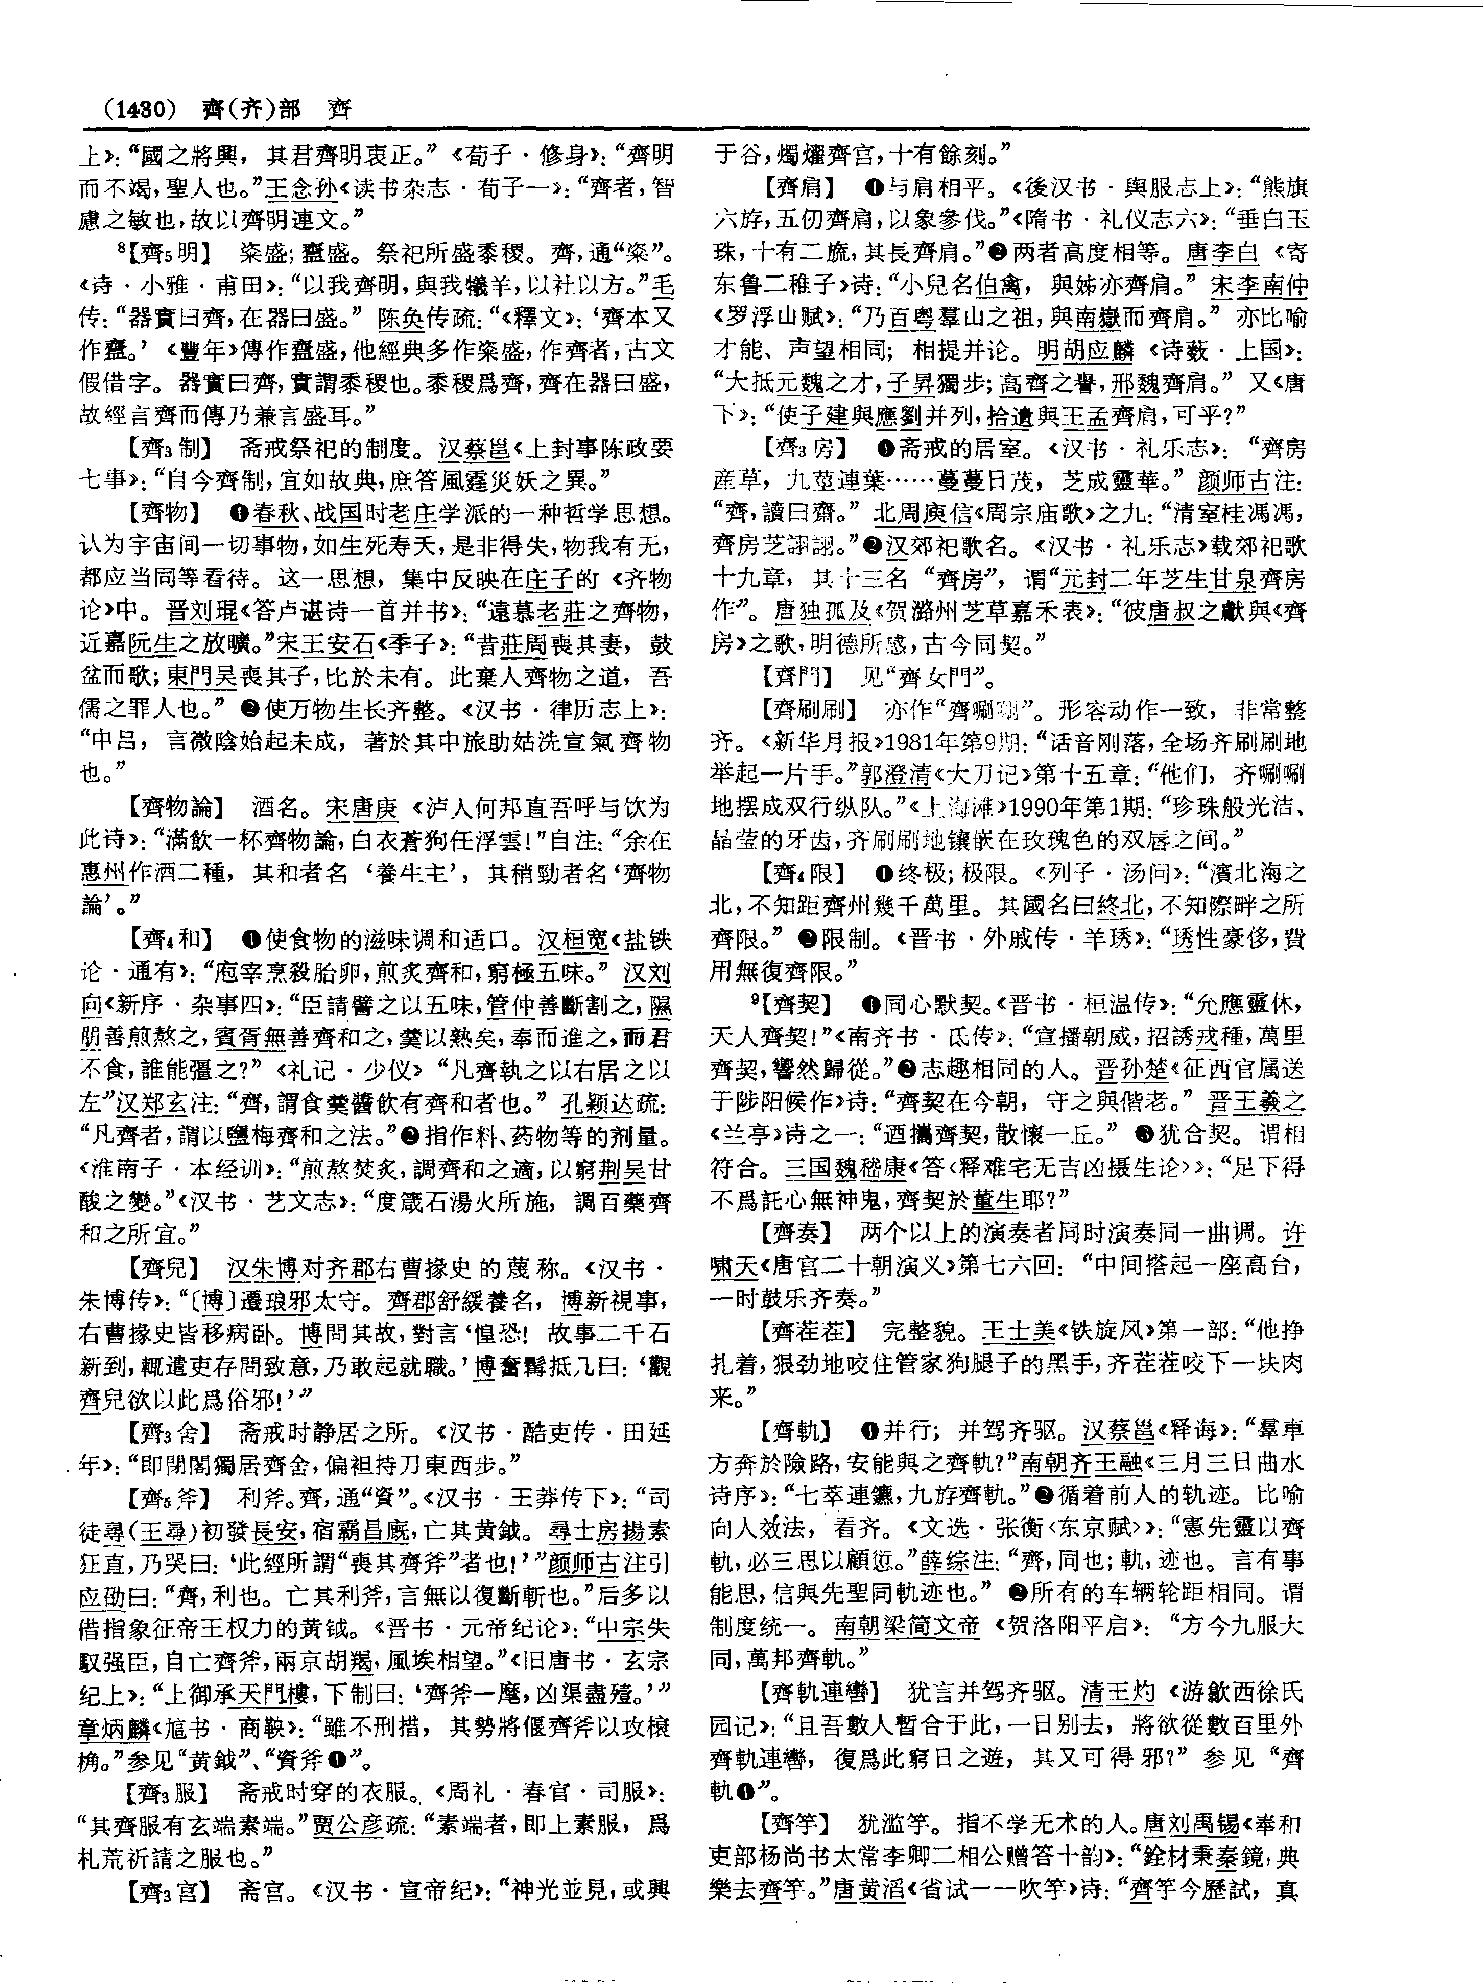 (1430) 齊(齐)部 齊
上》：“國之將興，其君齊明衷正。”《荀子·修身》：“齊明
而不竭，聖人也。”王念孙《读书杂志·荀子一》：“齊者，智
慮之敏也，故以齊明連文。”
⁸【齊₅明】 粢盛；齍盛。祭祀所盛黍稷。齊，通“粢”。
《诗·小雅·甫田》：“以我齊明，與我犧羊，以社以方。”毛
传：“器實曰齊，在器曰盛。” 陈奂传疏：“《釋文》：‘齊本又
作齍。’《豐年》傳作齍盛，他經典多作粢盛，作齊者，古文
假借字。器實曰齊，實謂黍稷也。黍稷爲齊，齊在器曰盛，
故經言齊而傳乃兼言盛耳。”
【齊₃制】 斋戒祭祀的制度。汉蔡邕《上封事陈政要
七事》：“自今齊制，宜如故典，庶答風霆災妖之異。”
【齊物】 ❶春秋、战国时老庄学派的一种哲学思想。
认为宇宙间一切事物，如生死寿夭，是非得失，物我有无，
都应当同等看待。这一思想，集中反映在庄子的《齐物
论》中。晋刘琨《答卢谌诗一首并书》：“遠慕老莊之齊物，
近嘉阮生之放曠。”宋王安石《季子》：“昔莊周喪其妻，鼓
盆而歌；東門吴喪其子，比於未有。此棄人齊物之道，吾
儒之罪人也。” ❷使万物生长齐整。《汉书·律历志上》：
“中吕，言微陰始起未成，著於其中旅助姑洗宣氣齊物
也。”
【齊物論】 酒名。宋唐庚《泸人何邦直吾呼与饮为
此诗》：“滿飲一杯齊物論，白衣蒼狗任浮雲！”自注：“余在
惠州作酒二種，其和者名‘養生主’，其稍勁者名‘齊物
論’。”
【齊₄和】 ❶使食物的滋味调和适口。汉桓宽《盐铁
论·通有》：“庖宰烹殺胎卵，煎炙齊和，窮極五味。” 汉刘
向《新序·杂事四》：“臣請譬之以五味，管仲善斷割之，隰
朋善煎熬之，賓胥無善齊和之，羹以熟矣，奉而進之，而君
不食，誰能彊之？”《礼记·少仪》“凡齊執之以右居之以
左”汉郑玄注：“齊，謂食羹醬飲有齊和者也。” 孔颖达疏：
“凡齊者，謂以鹽梅齊和之法。”❷指作料、药物等的剂量。
《淮南子·本经训》：“煎熬焚炙，調齊和之適，以窮荆吴甘
酸之變。”《汉书·艺文志》：“度箴石湯火所施，調百藥齊
和之所宜。”
【齊兒】 汉朱博对齐郡右曹掾史的蔑称。《汉书·
朱博传》：“〔博〕遷琅邪太守。齊郡舒緩養名，博新視事，
右曹掾史皆移病卧。博問其故，對言‘惶恐！故事二千石
新到，輒遣吏存問致意，乃敢起就職。’博奮髯抵几曰：‘觀
齊兒欲以此爲俗邪！’”
【齊₃舍】 斋戒时静居之所。《汉书·酷吏传·田延
年》：“即閉閤獨居齊舍，偏袒持刀東西步。”
【齊₆斧】 利斧。齊，通“資”。《汉书·王莽传下》：“司
徒尋(王尋)初發長安，宿霸昌廐，亡其黄鉞。尋士房揚素
狂直，乃哭曰：‘此經所謂“喪其齊斧”者也！’”颜师古注引
应劭曰：“齊，利也。亡其利斧，言無以復斷斬也。”后多以
借指象征帝王权力的黄钺。《晋书·元帝纪论》：“中宗失
馭强臣，自亡齊斧，兩京胡羯，風埃相望。”《旧唐书·玄宗
纪上》：“上御承天門樓，下制曰：‘齊斧一麾，凶渠盡殪。’”
章炳麟《訄书·商鞅》：“雖不刑措，其勢將偃齊斧以攻榱
桷。”参见“黄鉞”、“資斧❶”。
【齊₃服】 斋戒时穿的衣服。《周礼·春官·司服》：
“其齊服有玄端素端。”贾公彦疏：“素端者，即上素服，爲
札荒祈請之服也。”
【齊₃宫】 斋宫。《汉书·宣帝纪》：“神光並見，或興
于谷，燭燿齊宫，十有餘刻。”
【齊肩】 ❶与肩相平。《後汉书·舆服志上》：“熊旗
六斿，五仞齊肩，以象參伐。”《隋书·礼仪志六》：“垂白玉
珠，十有二旒，其長齊肩。”❷两者高度相等。唐李白《寄
东鲁二稚子》诗：“小兒名伯禽，與姊亦齊肩。” 宋李南仲
《罗浮山赋》：“乃百粤羣山之祖，與南嶽而齊肩。” 亦比喻
才能、声望相同；相提并论。明胡应麟《诗薮·上国》：
“大抵元魏之才，子昇獨步；高齊之譽，邢魏齊肩。” 又《唐
下》：“使子建與應劉并列，拾遺與王孟齊肩，可乎？”
【齊₃房】 ❶斋戒的居室。《汉书·礼乐志》：“齊房
産草，九莖連葉……蔓蔓日茂，芝成靈華。” 颜师古注：
“齊，讀曰齋。” 北周庾信《周宗庙歌》之九：“清室桂馮馮，
齊房芝詡詡。”❷汉郊祀歌名。《汉书·礼乐志》载郊祀歌
十九章，其十三名“齊房”，谓“元封二年芝生甘泉齊房
作”。唐独孤及《贺潞州芝草嘉禾表》：“彼唐叔之獻與《齊
房》之歌，明德所感，古今同契。”
【齊門】 见“齊女門”。
【齊刷刷】 亦作“齊唰唰”。形容动作一致，非常整
齐。《新华月报》1981年第9期：“话音刚落，全场齐刷刷地
举起一片手。”郭澄清《大刀记》第十五章：“他们，齐唰唰
地摆成双行纵队。”《上海滩》1990年第1期：“珍珠般光洁、
晶莹的牙齿，齐刷刷地镶嵌在玫瑰色的双唇之间。”
【齊₄限】 ❶终极；极限。《列子·汤问》：“濱北海之
北，不知距齊州幾千萬里。其國名曰終北，不知際畔之所
齊限。” ❷限制。《晋书·外戚传·羊琇》：“琇性豪侈，費
用無復齊限。”
⁹【齊契】 ❶同心默契。《晋书·桓温传》：“允應靈休，
天人齊契！”《南齐书·氐传》：“宣播朝威，招誘戎種，萬里
齊契，響然歸從。”❷志趣相同的人。晋孙楚《征西官属送
于陟阳候作》诗：“齊契在今朝，守之與偕老。” 晋王羲之
《兰亭》诗之一：“迺攜齊契，散懷一丘。” ❸犹合契。谓相
符合。三国魏嵇康《答〈释难宅无吉凶摄生论〉》：“足下得
不爲託心無神鬼，齊契於董生耶？”
【齊奏】 两个以上的演奏者同时演奏同一曲调。许
啸天《唐宫二十朝演义》第七六回：“中间搭起一座高台，
一时鼓乐齐奏。”
【齊茬茬】 完整貌。王士美《铁旋风》第一部：“他挣
扎着，狠劲地咬住管家狗腿子的黑手，齐茬茬咬下一块肉
来。”
【齊軌】 ❶并行；并驾齐驱。汉蔡邕《释诲》：“羣車
方奔於險路，安能與之齊軌？”南朝齐王融《三月三日曲水
诗序》：“七萃連鑣，九斿齊軌。”❷循着前人的轨迹。比喻
向人效法，看齐。《文选·张衡〈东京赋〉》：“憲先靈以齊
軌，必三思以顧愆。”薛综注：“齊，同也；軌，迹也。言有事
能思，信與先聖同軌迹也。” ❷所有的车辆轮距相同。谓
制度统一。南朝梁简文帝《贺洛阳平启》：“方今九服大
同，萬邦齊軌。”
【齊軌連轡】 犹言并驾齐驱。清王灼《游歙西徐氏
园记》：“且吾數人暫合于此，一日别去，將欲從數百里外
齊軌連轡，復爲此窮日之遊，其又可得邪？” 参见“齊
軌❶”。
【齊竽】 犹滥竽。指不学无术的人。唐刘禹锡《奉和
吏部杨尚书太常李卿二相公赠答十韵》：“銓材秉秦鏡，典
樂去齊竽。”唐黄滔《省试一一吹竽》诗：“齊竽今歷試，真